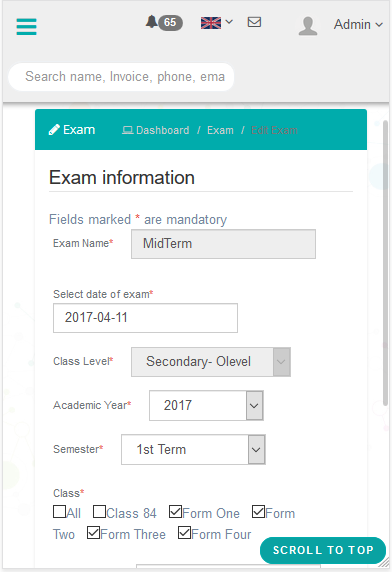 65
Admin
Search name, Invoice, phone, ema
Exam
Dashboard / Exam / Edit Exam
Exam information
Fields marked * are mandatory
Exam Name* MidTerm
Select date of exam*
2017-04-11
Class Level* Secondary- Olevel
Academic Year* 2017
Semester* 1st Term
Class*
All Class 84 Form One Form
Two Form Three Form Four
SCROLL TO TOP